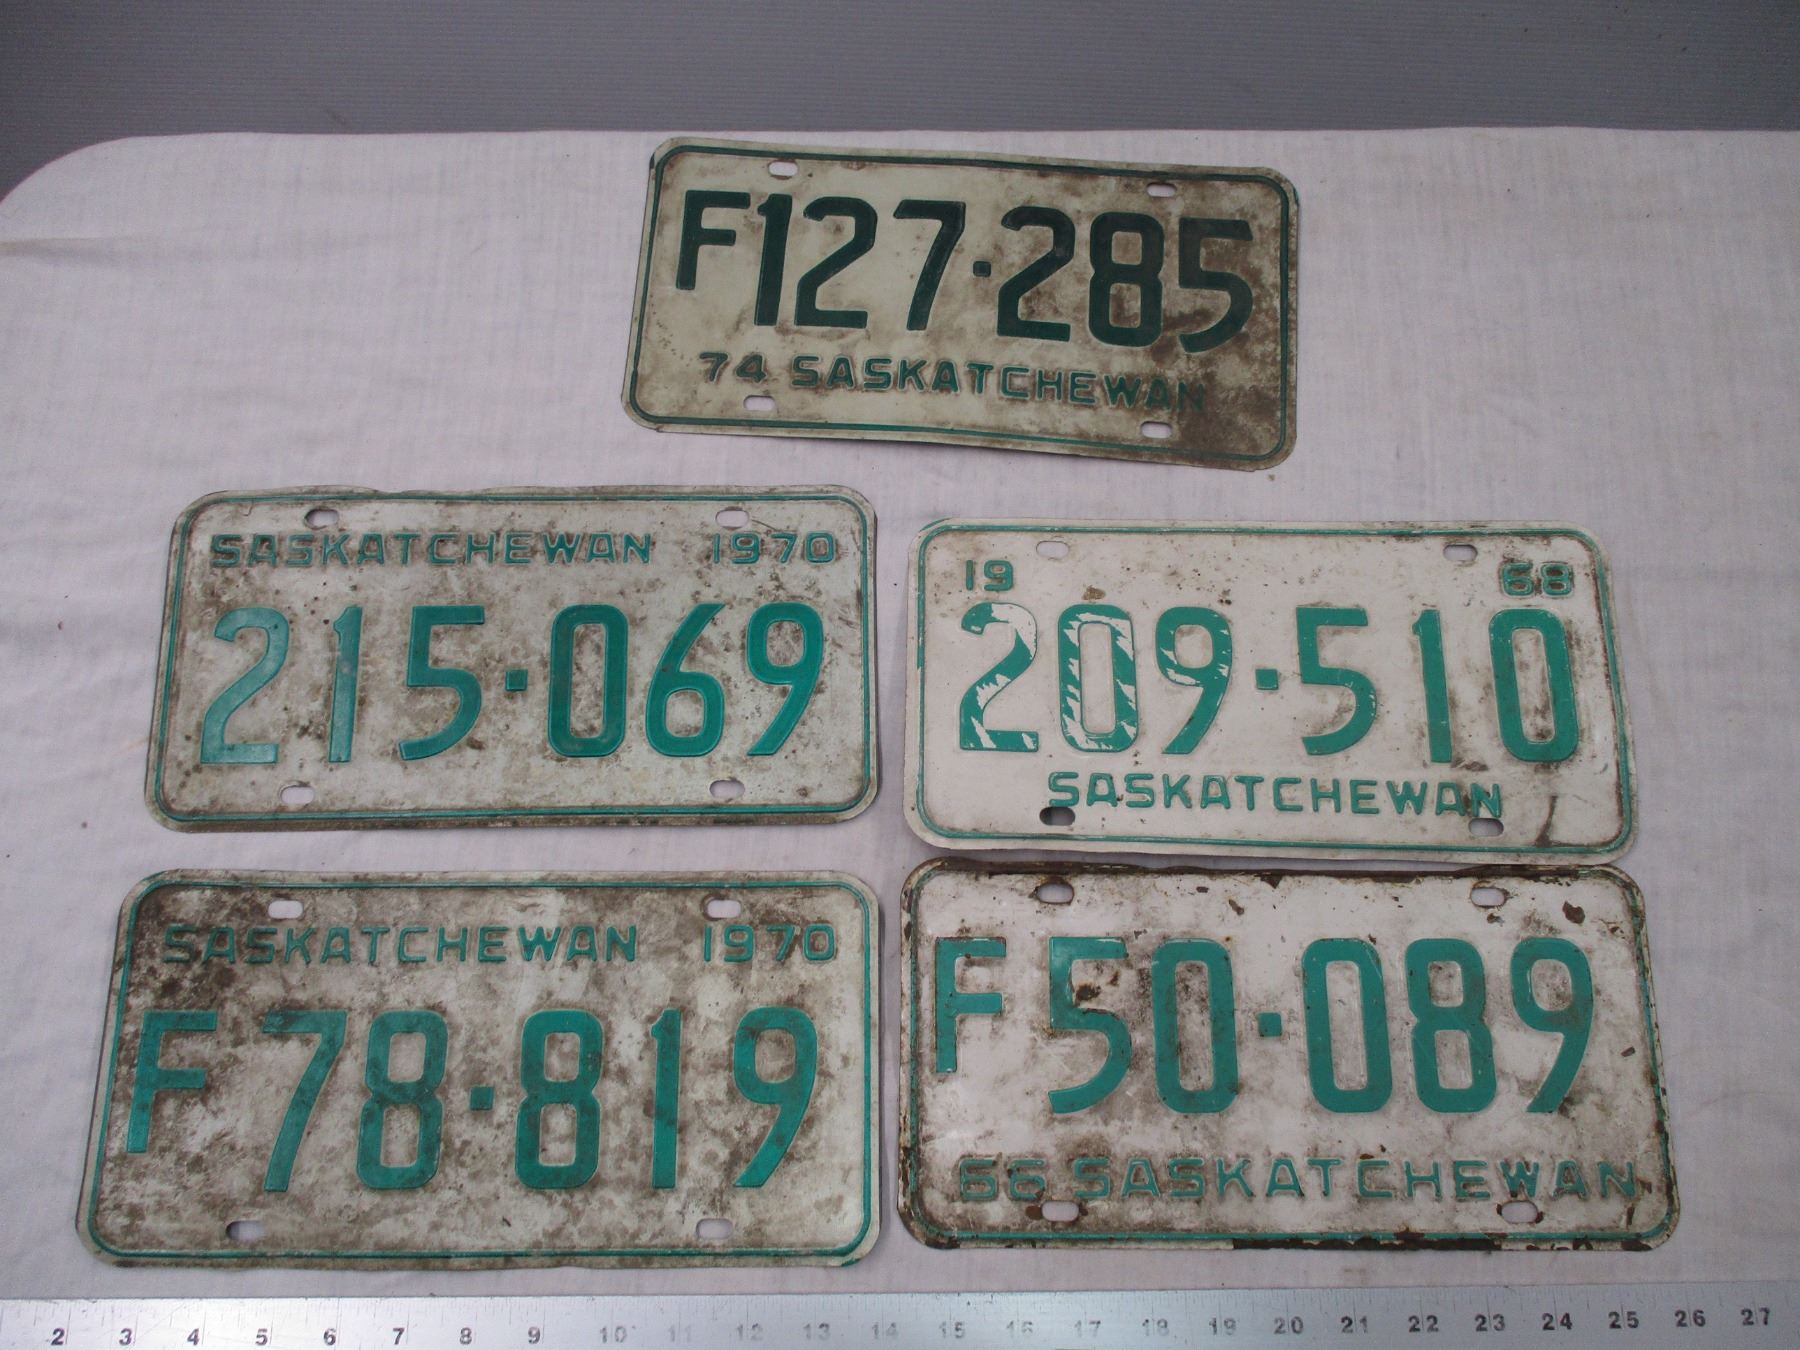 F127·285
74 SASKATCHEWAN
SASKATCHEWAN 1970
215·069
19 68
209·510
SASKATCHEWAN
SASKATCHEWAN 1970
F78·819
F50·089
66 SASKATCHEWAN
2 3 4 5 6 7 8 9 10 11 12 13 14 15 16 17 18 19 20 21 22 23 24 25 26 27